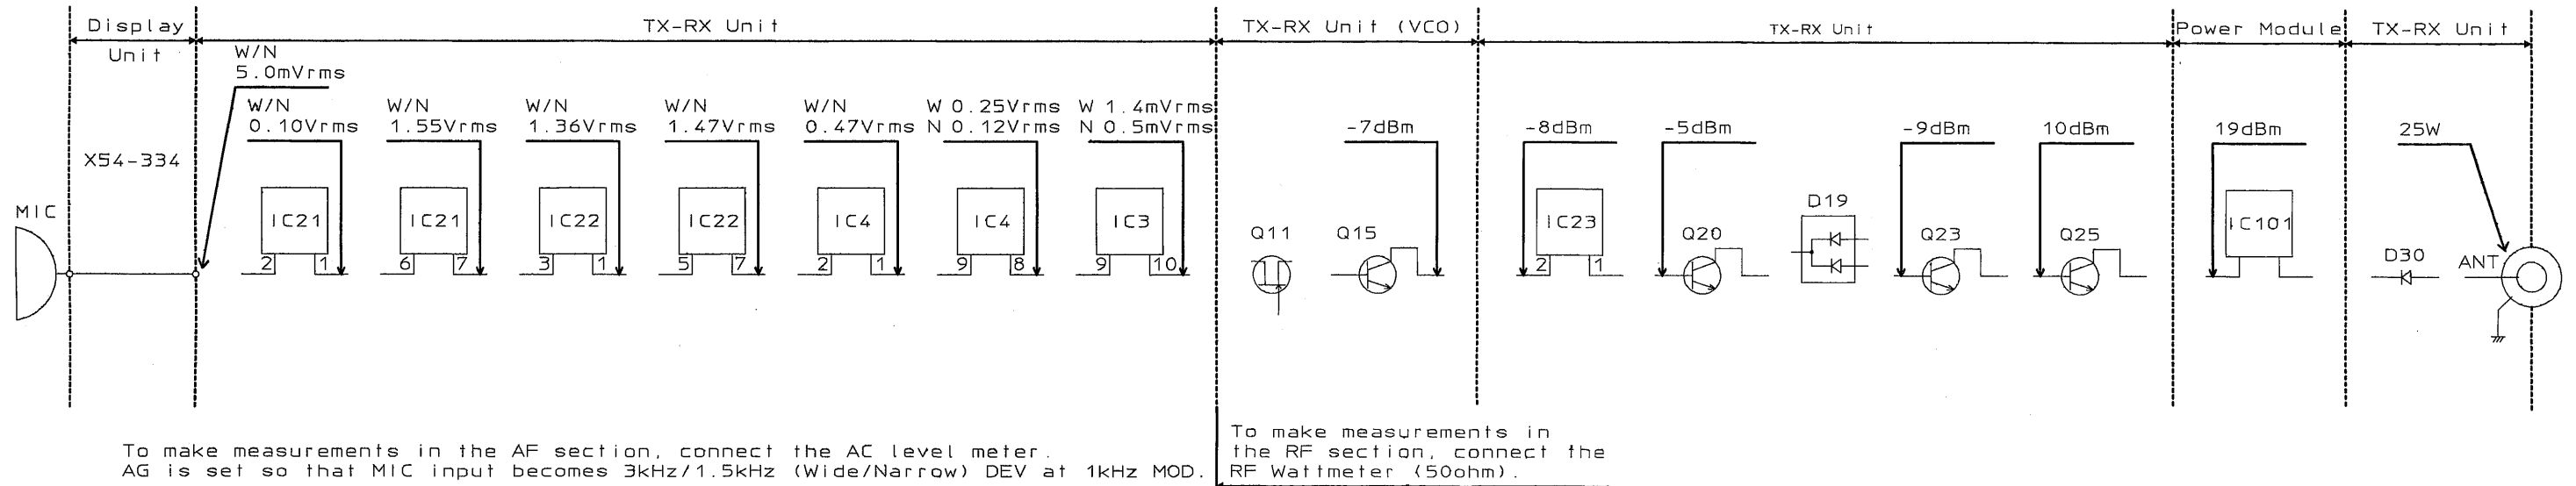 Display
Unit
TX-RX Unit
TX-RX Unit (VCO)
TX-RX Unit
Power Module
TX-RX Unit
W/N
5.0mVrms
W/N
0.10Vrms
W/N
1.55Vrms
W/N
1.36Vrms
W/N
1.47Vrms
W/N
0.47Vrms
W 0.25Vrms
N 0.12Vrms
W 1.4mVrms
N 0.5mVrms
-7dBm
-8dBm
-5dBm
-9dBm
10dBm
19dBm
25W
X54-334
MIC
IC21
2 1
IC21
6 7
IC22
3 1
IC22
5 7
IC4
2 1
IC4
9 8
IC3
9 10
Q11
Q15
IC23
2 1
Q20
D19
Q23
Q25
IC101
D30
ANT
To make measurements in the AF section, connect the AC level meter.
AG is set so that MIC input becomes 3kHz/1.5kHz (Wide/Narrow) DEV at 1kHz MOD.
To make measurements in
the RF section, connect the
RF Wattmeter (50ohm).